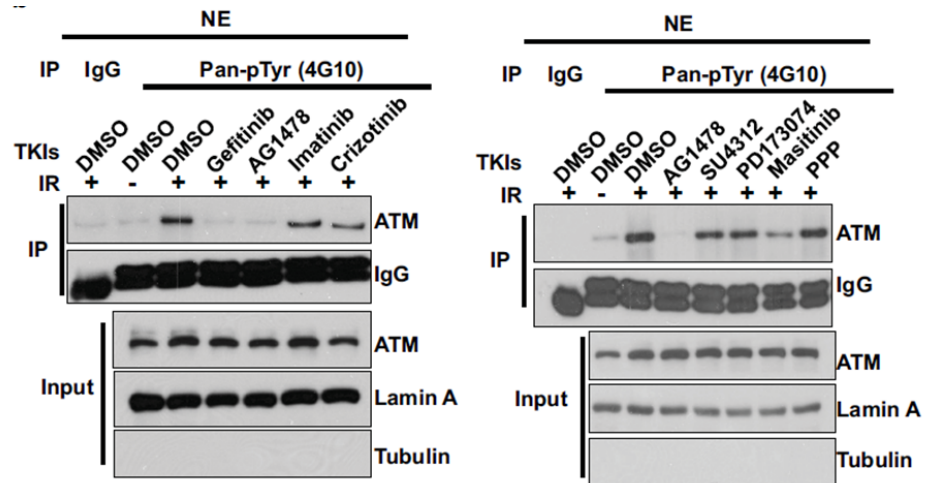 NE
IP IgG Pan-pTyr (4G10)
TKIs DMSO DMSO DMSO Gefitinib AG1478 Imatinib Crizotinib
IR + - + + + + +
IP
ATM
IgG
Input
ATM
Lamin A
Tubulin
NE
IP IgG Pan-pTyr (4G10)
TKIs DMSO DMSO DMSO AG1478 SU4312 PD173074 Masitinib PPP
IR + - + + + + + +
IP
ATM
IgG
Input
ATM
Lamin A
Tubulin